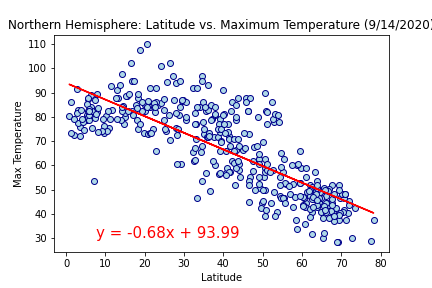 Northern Hemisphere: Latitude vs. Maximum Temperature (9/14/2020)
Max Temperature
110
100
90
80
70
60
50
40
30
y = -0.68x + 93.99
0 10 20 30 40 50 60 70 80
Latitude